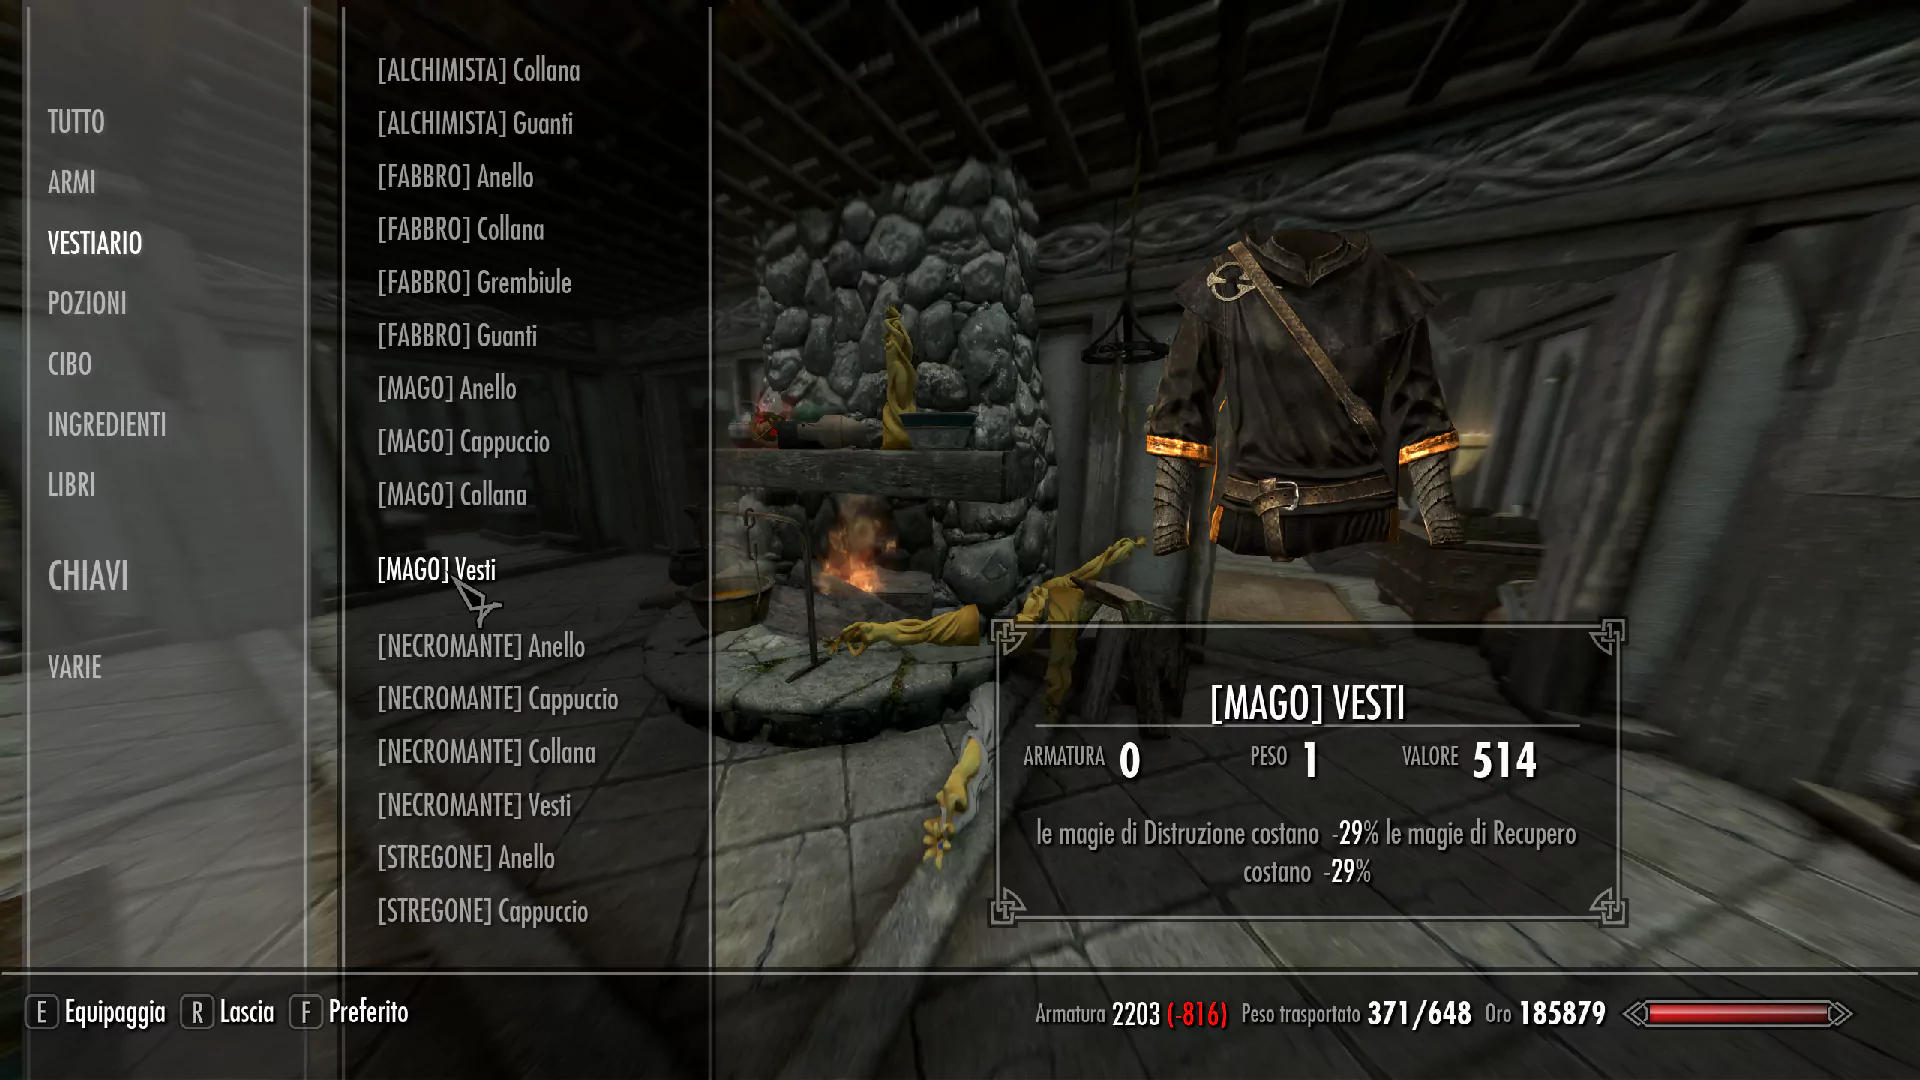 TUTTO
ARMI
VESTIARIO
POZIONI
CIBO
INGREDIENTI
LIBRI
CHIAVI
VARIE
[ALCHIMISTA] Collana
[ALCHIMISTA] Guanti
[FABBRO] Anello
[FABBRO] Collana
[FABBRO] Grembiule
[FABBRO] Guanti
[MAGO] Anello
[MAGO] Cappuccio
[MAGO] Collana
[MAGO] Vesti
[NECROMANTE] Anello
[NECROMANTE] Cappuccio
[NECROMANTE] Collana
[NECROMANTE] Vesti
[STREGONE] Anello
[STREGONE] Cappuccio
[MAGO] VESTI
ARMATURA 0 PESO 1 VALORE 514
le magie di Distruzione costano -29% le magie di Recupero
costano -29%
E Equipaggia R Lascia F Preferito
Armatura 2203 (-816) Peso trasportato 371/648 Oro 185879